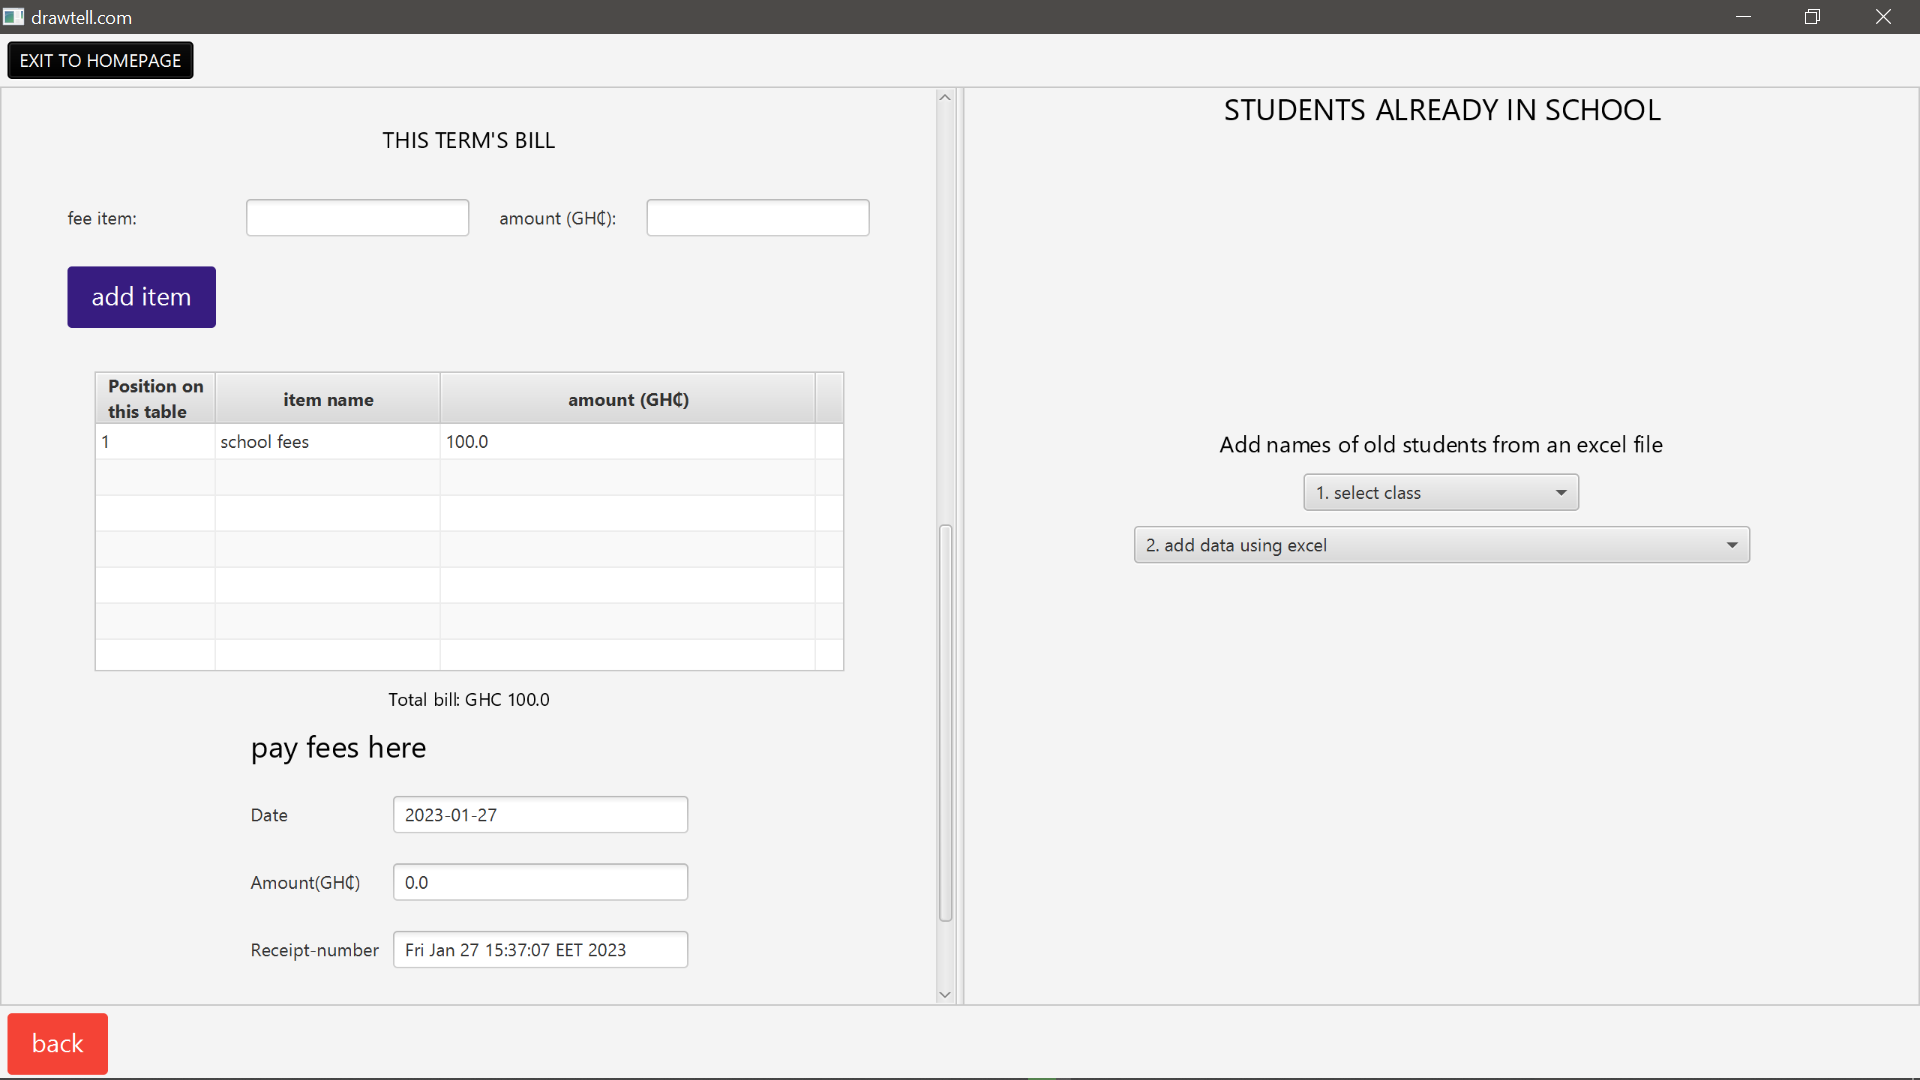 drawtell.com
EXIT TO HOMEPAGE
THIS TERM'S BILL
fee item:
amount (GH₵):
add item
Position on
this table
item name
amount (GH₵)
1
school fees
100.0
Total bill: GHC 100.0
pay fees here
Date
2023-01-27
Amount(GH₵)
0.0
Receipt-number
Fri Jan 27 15:37:07 EET 2023
STUDENTS ALREADY IN SCHOOL
Add names of old students from an excel file
1. select class
2. add data using excel
back